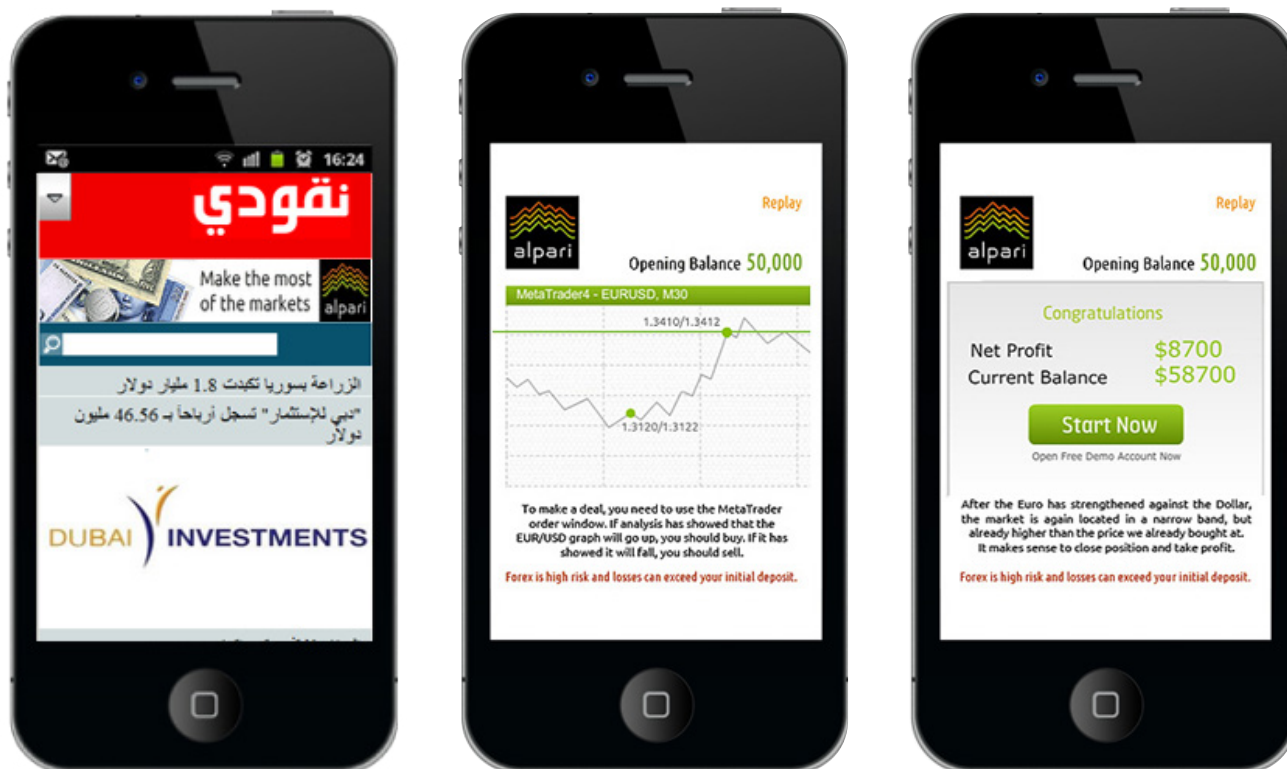 16:24
نقودي
Make the most
of the markets
alpari
الزراعة بسوريا تكبدت 1.8 مليار دولار
"دبي للإستثمار" تسجل أرباحاً بـ 46.56 مليون
دولار
DUBAI INVESTMENTS
Replay
alpari
Opening Balance 50,000
MetaTrader4 - EURUSD, M30
1.3410/1.3412
1.3120/1.3122
To make a deal, you need to use the MetaTrader
order window. If analysis has showed that the
EUR/USD graph will go up, you should buy. If it has
showed it will fall, you should sell.
Forex is high risk and losses can exceed your initial deposit.
Replay
alpari
Opening Balance 50,000
Congratulations
Net Profit $8700
Current Balance $58700
Start Now
Open Free Demo Account Now
After the Euro has strengthened against the Dollar,
the market is again located in a narrow band, but
already higher than the price we already bought at.
It makes sense to close position and take profit.
Forex is high risk and losses can exceed your initial deposit.